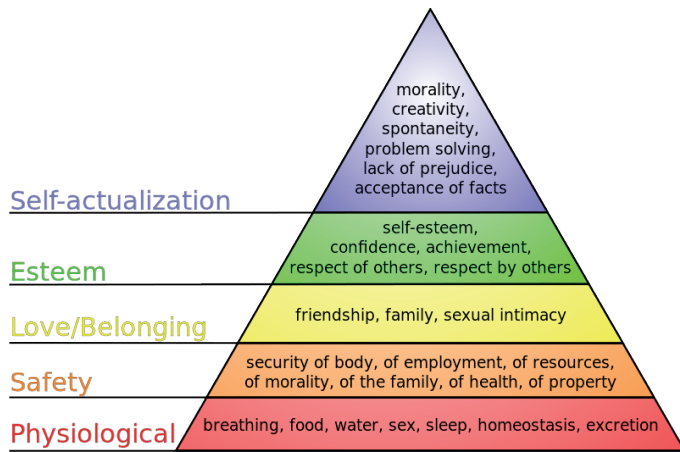 morality,
creativity,
spontaneity,
problem solving,
lack of prejudice,
acceptance of facts
Self-actualization
self-esteem,
confidence, achievement,
respect of others, respect by others
Esteem
friendship, family, sexual intimacy
Love/Belonging
security of body, of employment, of resources,
of morality, of the family, of health, of property
Safety
breathing, food, water, sex, sleep, homeostasis, excretion
Physiological